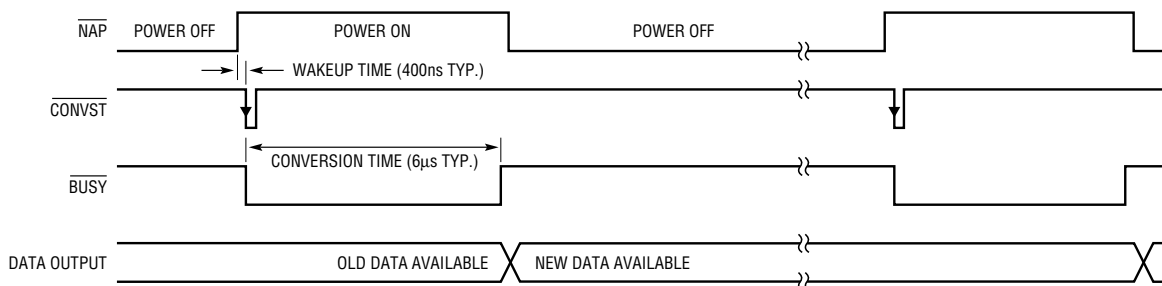 NAP
POWER OFF POWER ON POWER OFF
WAKEUP TIME (400ns TYP.)
CONVST
CONVERSION TIME (6µs TYP.)
BUSY
DATA OUTPUT OLD DATA AVAILABLE NEW DATA AVAILABLE